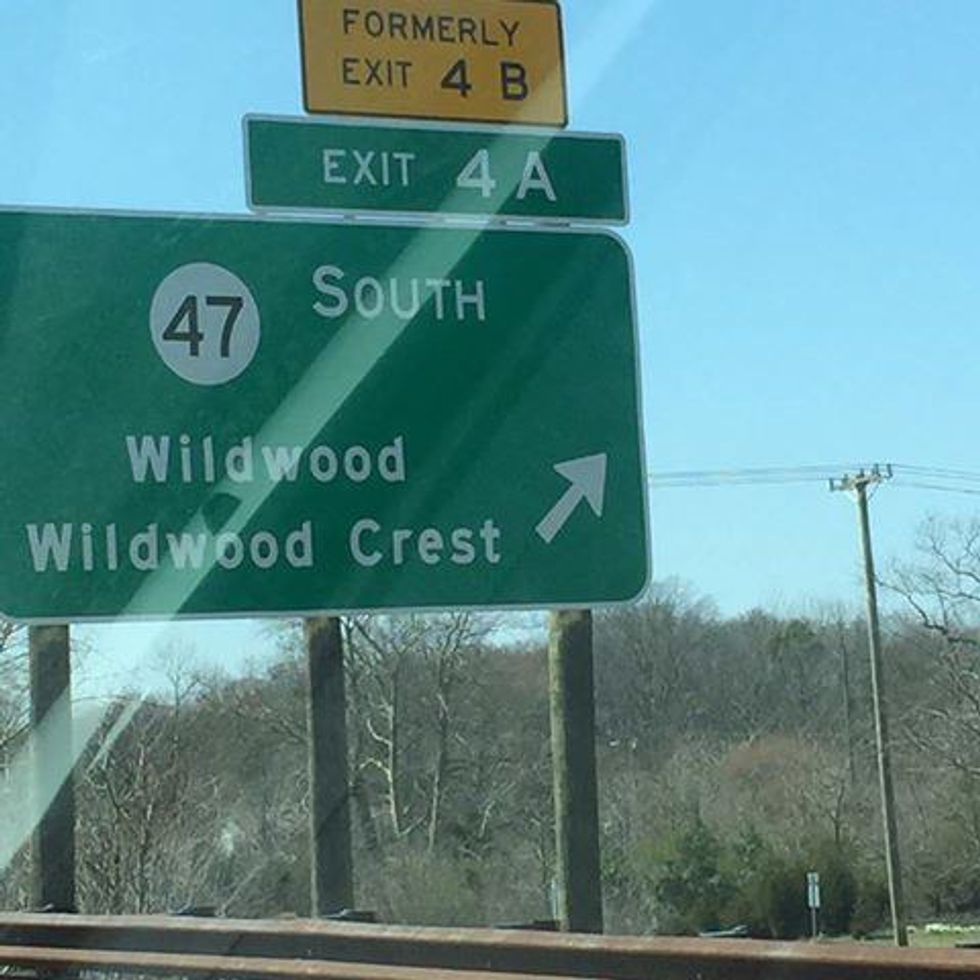 FORMERLY
EXIT 4 B
EXIT 4 A
47 SOUTH
Wildwood
Wildwood Crest